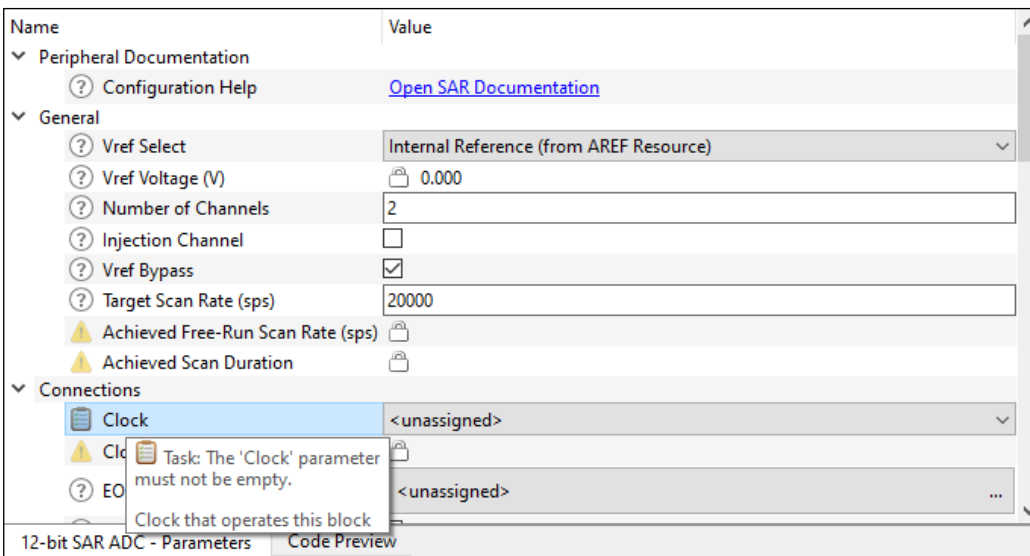 Name Value
Peripheral Documentation
Configuration Help Open SAR Documentation
General
Vref Select Internal Reference (from AREF Resource)
Vref Voltage (V) 0.000
Number of Channels 2
Injection Channel
Vref Bypass
Target Scan Rate (sps) 20000
Achieved Free-Run Scan Rate (sps)
Achieved Scan Duration
Connections
Clock <unassigned>
Clo
Task: The 'Clock' parameter
must not be empty.
EO <unassigned> ...
Clock that operates this block
12-bit SAR ADC - Parameters Code Preview